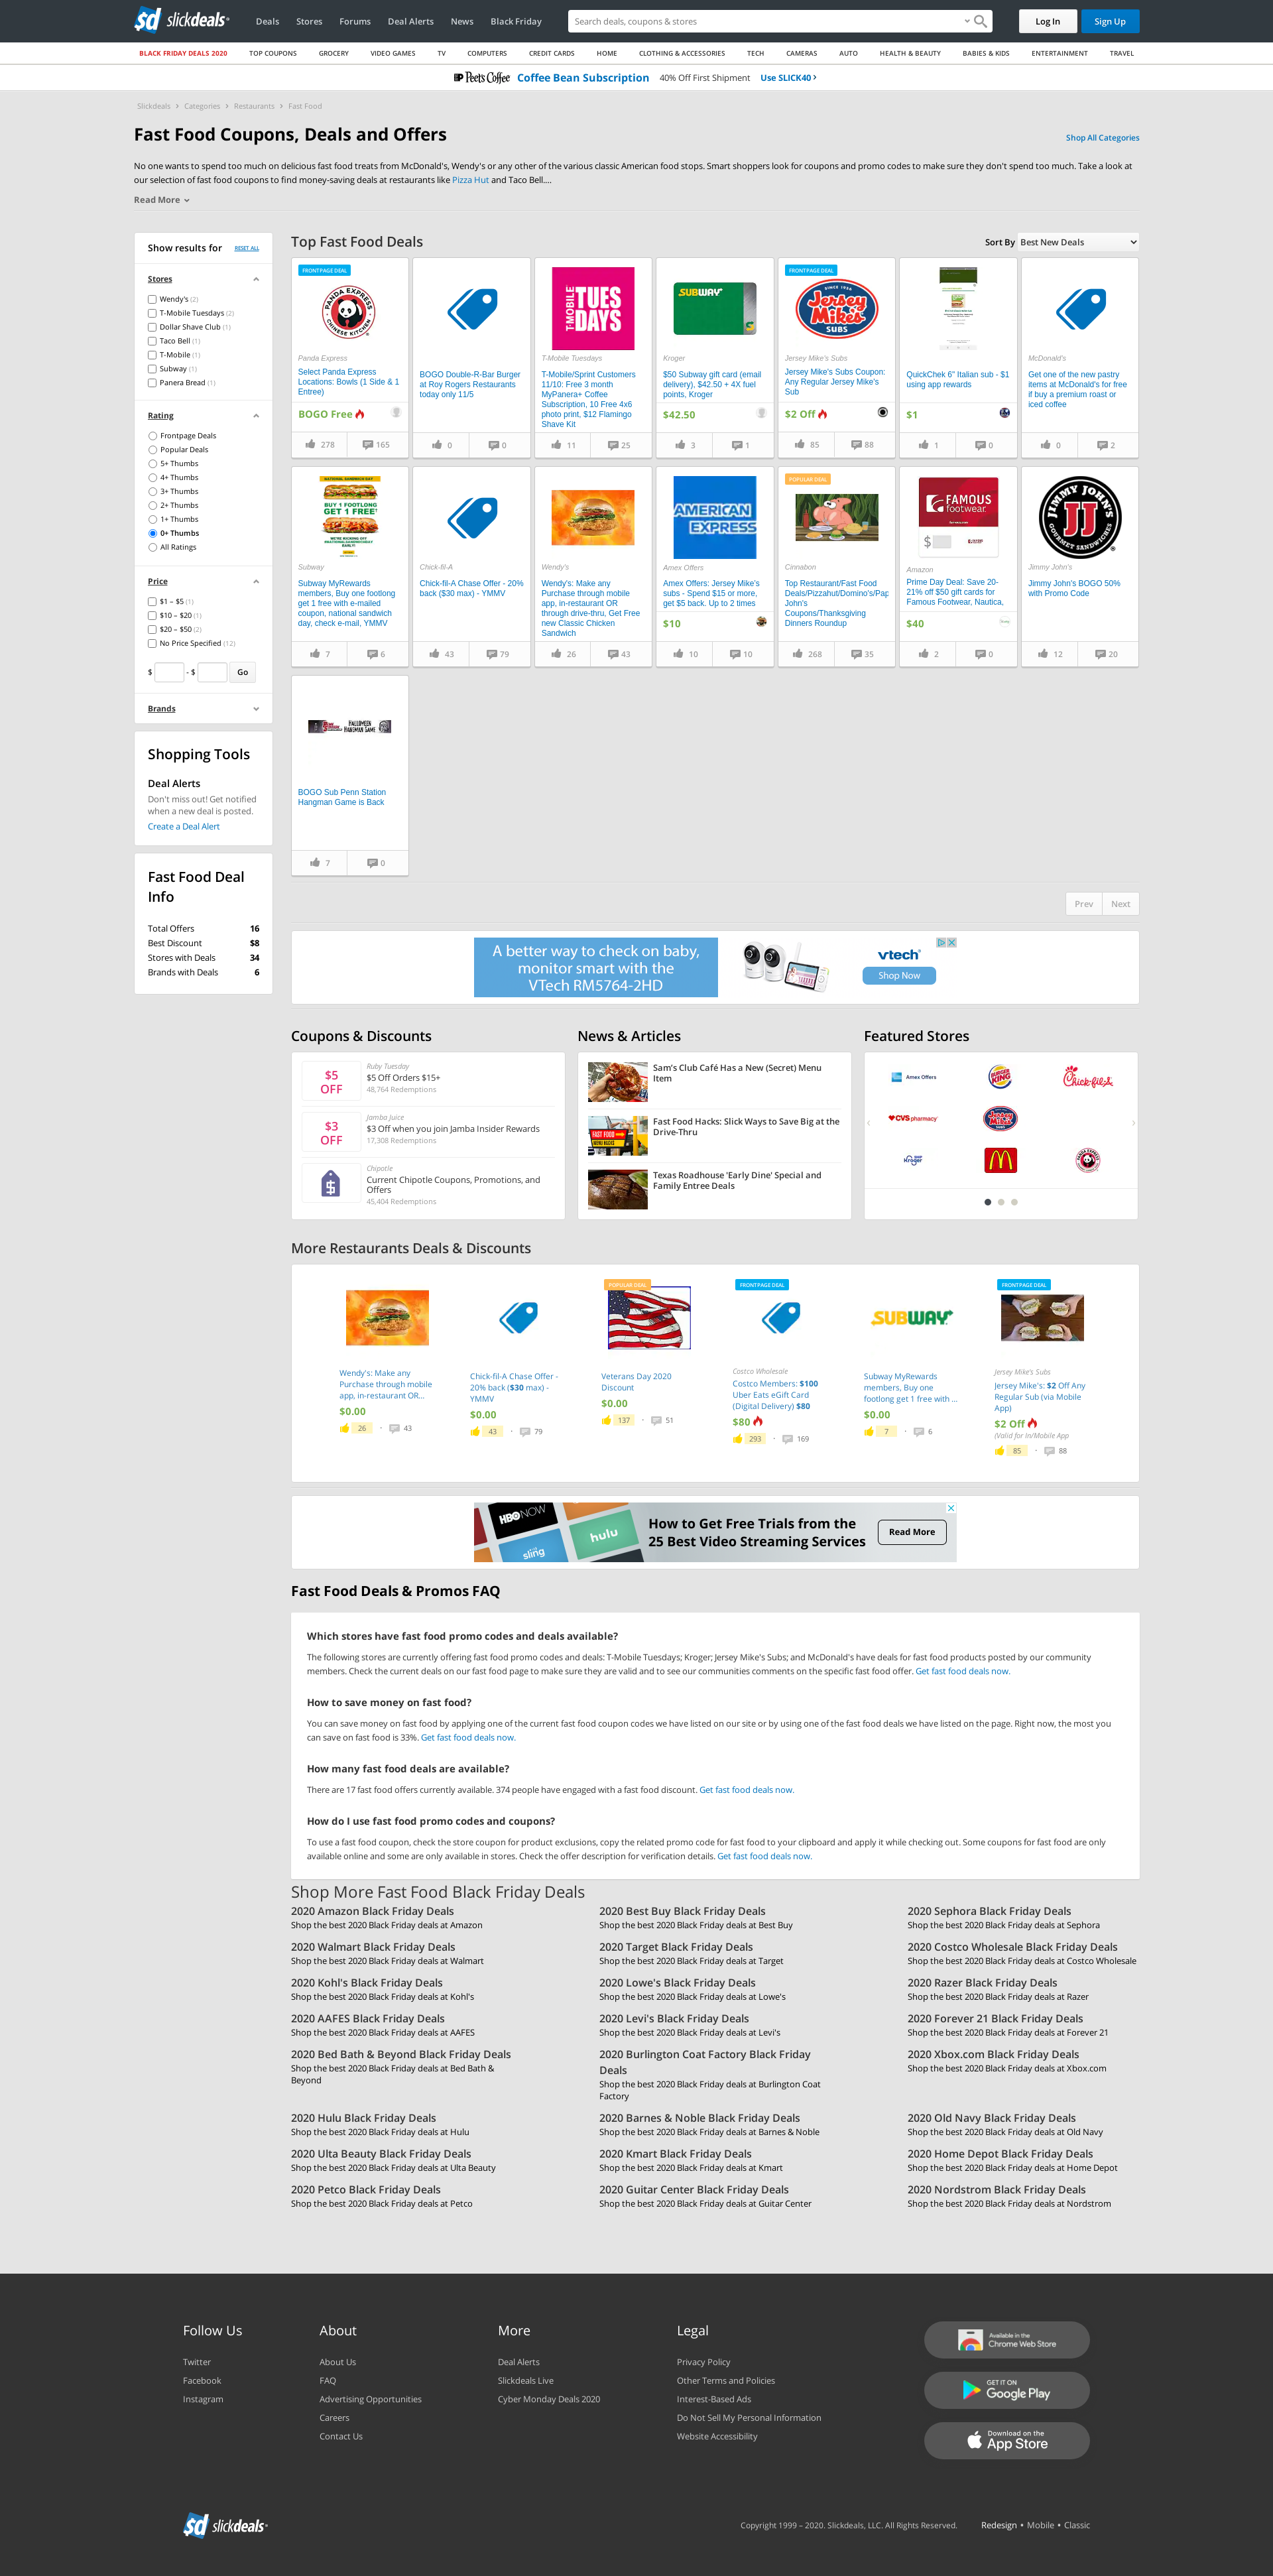 slickdeals
Deals
Stores
Forums
Deal Alerts
News
Black Friday
Search deals, coupons & stores
Log In
Sign Up
BLACK FRIDAY DEALS 2020
TOP COUPONS
GROCERY
VIDEO GAMES
TV
COMPUTERS
CREDIT CARDS
HOME
CLOTHING & ACCESSORIES
TECH
CAMERAS
AUTO
HEALTH & BEAUTY
BABIES & KIDS
ENTERTAINMENT
TRAVEL
Peet's Coffee Coffee Bean Subscription 40% Off First Shipment Use SLICK40 ›
Slickdeals › Categories › Restaurants › Fast Food
Fast Food Coupons, Deals and Offers
Shop All Categories
No one wants to spend too much on delicious fast food treats from McDonald's, Wendy's or any other of the various classic American food stops. Smart shoppers look for coupons and promo codes to make sure they don't spend too much. Take a look at
our selection of fast food coupons to find money-saving deals at restaurants like Pizza Hut and Taco Bell....
Read More
Show results for
RESET ALL
Stores
Wendy's (2)
T-Mobile Tuesdays (2)
Dollar Shave Club (1)
Taco Bell (1)
T-Mobile (1)
Subway (1)
Panera Bread (1)
Rating
Frontpage Deals
Popular Deals
5+ Thumbs
4+ Thumbs
3+ Thumbs
2+ Thumbs
1+ Thumbs
0+ Thumbs
All Ratings
Price
$1 – $5 (1)
$10 – $20 (1)
$20 – $50 (2)
No Price Specified (12)
$ - $ Go
Brands
Shopping Tools
Deal Alerts
Don't miss out! Get notified
when a new deal is posted.
Create a Deal Alert
Fast Food Deal
Info
Total Offers 16
Best Discount $8
Stores with Deals 34
Brands with Deals 6
Top Fast Food Deals
Sort By Best New Deals
FRONTPAGE DEAL
PANDA EXPRESS
CHINESE KITCHEN
Panda Express
Select Panda Express
Locations: Bowls (1 Side & 1
Entree)
BOGO Free
278 165
BOGO Double-R-Bar Burger
at Roy Rogers Restaurants
today only 11/5
0 0
T-MOBILE
TUES
DAYS
T-Mobile Tuesdays
T-Mobile/Sprint Customers
11/10: Free 3 month
MyPanera+ Coffee
Subscription, 10 Free 4x6
photo print, $12 Flamingo
Shave Kit
11 25
SUBWAY
Kroger
$50 Subway gift card (email
delivery), $42.50 + 4X fuel
points, Kroger
$42.50
3 1
FRONTPAGE DEAL
SINCE 1956
Jersey Mike's
SUBS
Jersey Mike's Subs
Jersey Mike's Subs Coupon:
Any Regular Jersey Mike's
Sub
$2 Off
85 88
QuickChek 6" Italian sub - $1
using app rewards
$1
1 0
McDonald's
Get one of the new pastry
items at McDonald's for free
if buy a premium roast or
iced coffee
0 2
NATIONAL SANDWICH DAY
BUY 1 FOOTLONG
GET 1 FREE*
Subway
Subway MyRewards
members, Buy one footlong
get 1 free with e-mailed
coupon, national sandwich
day, check e-mail, YMMV
7 6
Chick-fil-A
Chick-fil-A Chase Offer - 20%
back ($30 max) - YMMV
43 79
Wendy's
Wendy's: Make any
Purchase through mobile
app, in-restaurant OR
through drive-thru, Get Free
new Classic Chicken
Sandwich
26 43
AMERICAN
EXPRESS
Amex Offers
Amex Offers: Jersey Mike's
subs - Spend $15 or more,
get $5 back. Up to 2 times
$10
10 10
POPULAR DEAL
Cinnabon
Top Restaurant/Fast Food
Deals/Pizzahut/Domino's/Pap
John's
Coupons/Thanksgiving
Dinners Roundup
268 35
FAMOUS
footwear.
$
Amazon
Prime Day Deal: Save 20-
21% off $50 gift cards for
Famous Footwear, Nautica,
$40
2 0
JIMMY JOHN'S
GOURMET SANDWICHES
Jimmy John's
Jimmy John's BOGO 50%
with Promo Code
12 20
HALLOWEEN
HANGMAN GAME
BOGO Sub Penn Station
Hangman Game is Back
7 0
Prev Next
A better way to check on baby,
monitor smart with the
VTech RM5764-2HD
vtech
Shop Now
Coupons & Discounts
$5
OFF
Ruby Tuesday
$5 Off Orders $15+
48,764 Redemptions
$3
OFF
Jamba Juice
$3 Off when you join Jamba Insider Rewards
17,308 Redemptions
Chipotle
Current Chipotle Coupons, Promotions, and
Offers
45,404 Redemptions
News & Articles
Sam's Club Café Has a New (Secret) Menu
Item
FAST FOOD
MENU HACKS
Fast Food Hacks: Slick Ways to Save Big at the
Drive-Thru
Texas Roadhouse 'Early Dine' Special and
Family Entree Deals
Featured Stores
Amex Offers
BURGER KING
Chick-fil-A
CVS pharmacy
Jersey Mike's SUBS
Kroger
PANDA EXPRESS
More Restaurants Deals & Discounts
Wendy's: Make any
Purchase through mobile
app, in-restaurant OR...
$0.00
26 · 43
Chick-fil-A Chase Offer -
20% back ($30 max) -
YMMV
$0.00
43 · 79
POPULAR DEAL
Veterans Day 2020
Discount
$0.00
137 · 51
FRONTPAGE DEAL
Costco Wholesale
Costco Members: $100
Uber Eats eGift Card
(Digital Delivery) $80
$80
293 · 169
SUBWAY
Subway MyRewards
members, Buy one
footlong get 1 free with ...
$0.00
7 · 6
FRONTPAGE DEAL
Jersey Mike's Subs
Jersey Mike's: $2 Off Any
Regular Sub (via Mobile
App)
$2 Off
(Valid for In/Mobile App
85 · 88
HBO NOW
hulu
sling
How to Get Free Trials from the
25 Best Video Streaming Services
Read More
Fast Food Deals & Promos FAQ
Which stores have fast food promo codes and deals available?
The following stores are currently offering fast food promo codes and deals: T-Mobile Tuesdays; Kroger; Jersey Mike's Subs; and McDonald's have deals for fast food products posted by our community
members. Check the current deals on our fast food page to make sure they are valid and to see our communities comments on the specific fast food offer. Get fast food deals now.
How to save money on fast food?
You can save money on fast food by applying one of the current fast food coupon codes we have listed on our site or by using one of the fast food deals we have listed on the page. Right now, the most you
can save on fast food is 33%. Get fast food deals now.
How many fast food deals are available?
There are 17 fast food offers currently available. 374 people have engaged with a fast food discount. Get fast food deals now.
How do I use fast food promo codes and coupons?
To use a fast food coupon, check the store coupon for product exclusions, copy the related promo code for fast food to your clipboard and apply it while checking out. Some coupons for fast food are only
available online and some are only available in stores. Check the offer description for verification details. Get fast food deals now.
Shop More Fast Food Black Friday Deals
2020 Amazon Black Friday Deals
Shop the best 2020 Black Friday deals at Amazon
2020 Best Buy Black Friday Deals
Shop the best 2020 Black Friday deals at Best Buy
2020 Sephora Black Friday Deals
Shop the best 2020 Black Friday deals at Sephora
2020 Walmart Black Friday Deals
Shop the best 2020 Black Friday deals at Walmart
2020 Target Black Friday Deals
Shop the best 2020 Black Friday deals at Target
2020 Costco Wholesale Black Friday Deals
Shop the best 2020 Black Friday deals at Costco Wholesale
2020 Kohl's Black Friday Deals
Shop the best 2020 Black Friday deals at Kohl's
2020 Lowe's Black Friday Deals
Shop the best 2020 Black Friday deals at Lowe's
2020 Razer Black Friday Deals
Shop the best 2020 Black Friday deals at Razer
2020 AAFES Black Friday Deals
Shop the best 2020 Black Friday deals at AAFES
2020 Levi's Black Friday Deals
Shop the best 2020 Black Friday deals at Levi's
2020 Forever 21 Black Friday Deals
Shop the best 2020 Black Friday deals at Forever 21
2020 Bed Bath & Beyond Black Friday Deals
Shop the best 2020 Black Friday deals at Bed Bath &
Beyond
2020 Burlington Coat Factory Black Friday
Deals
Shop the best 2020 Black Friday deals at Burlington Coat
Factory
2020 Xbox.com Black Friday Deals
Shop the best 2020 Black Friday deals at Xbox.com
2020 Hulu Black Friday Deals
Shop the best 2020 Black Friday deals at Hulu
2020 Barnes & Noble Black Friday Deals
Shop the best 2020 Black Friday deals at Barnes & Noble
2020 Old Navy Black Friday Deals
Shop the best 2020 Black Friday deals at Old Navy
2020 Ulta Beauty Black Friday Deals
Shop the best 2020 Black Friday deals at Ulta Beauty
2020 Kmart Black Friday Deals
Shop the best 2020 Black Friday deals at Kmart
2020 Home Depot Black Friday Deals
Shop the best 2020 Black Friday deals at Home Depot
2020 Petco Black Friday Deals
Shop the best 2020 Black Friday deals at Petco
2020 Guitar Center Black Friday Deals
Shop the best 2020 Black Friday deals at Guitar Center
2020 Nordstrom Black Friday Deals
Shop the best 2020 Black Friday deals at Nordstrom
Follow Us
Twitter
Facebook
Instagram
About
About Us
FAQ
Advertising Opportunities
Careers
Contact Us
More
Deal Alerts
Slickdeals Live
Cyber Monday Deals 2020
Legal
Privacy Policy
Other Terms and Policies
Interest-Based Ads
Do Not Sell My Personal Information
Website Accessibility
Available in the
Chrome Web Store
GET IT ON
Google Play
Download on the
App Store
slickdeals
Copyright 1999 – 2020. Slickdeals, LLC. All Rights Reserved.
Redesign • Mobile • Classic